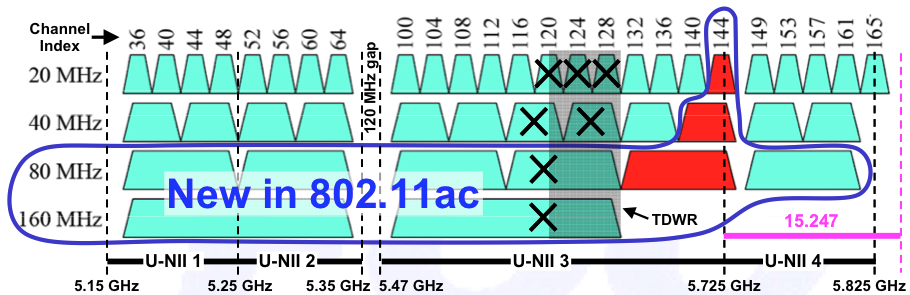 Channel
Index
36 40 44 48 52 56 60 64 100 104 108 112 116 120 124 128 132 136 140 144 149 153 157 161 165
120 MHz gap
20 MHz
40 MHz
80 MHz
New in 802.11ac
160 MHz
TDWR
15.247
U-NII 1 U-NII 2 U-NII 3 U-NII 4
5.15 GHz 5.25 GHz 5.35 GHz 5.47 GHz 5.725 GHz 5.825 GHz